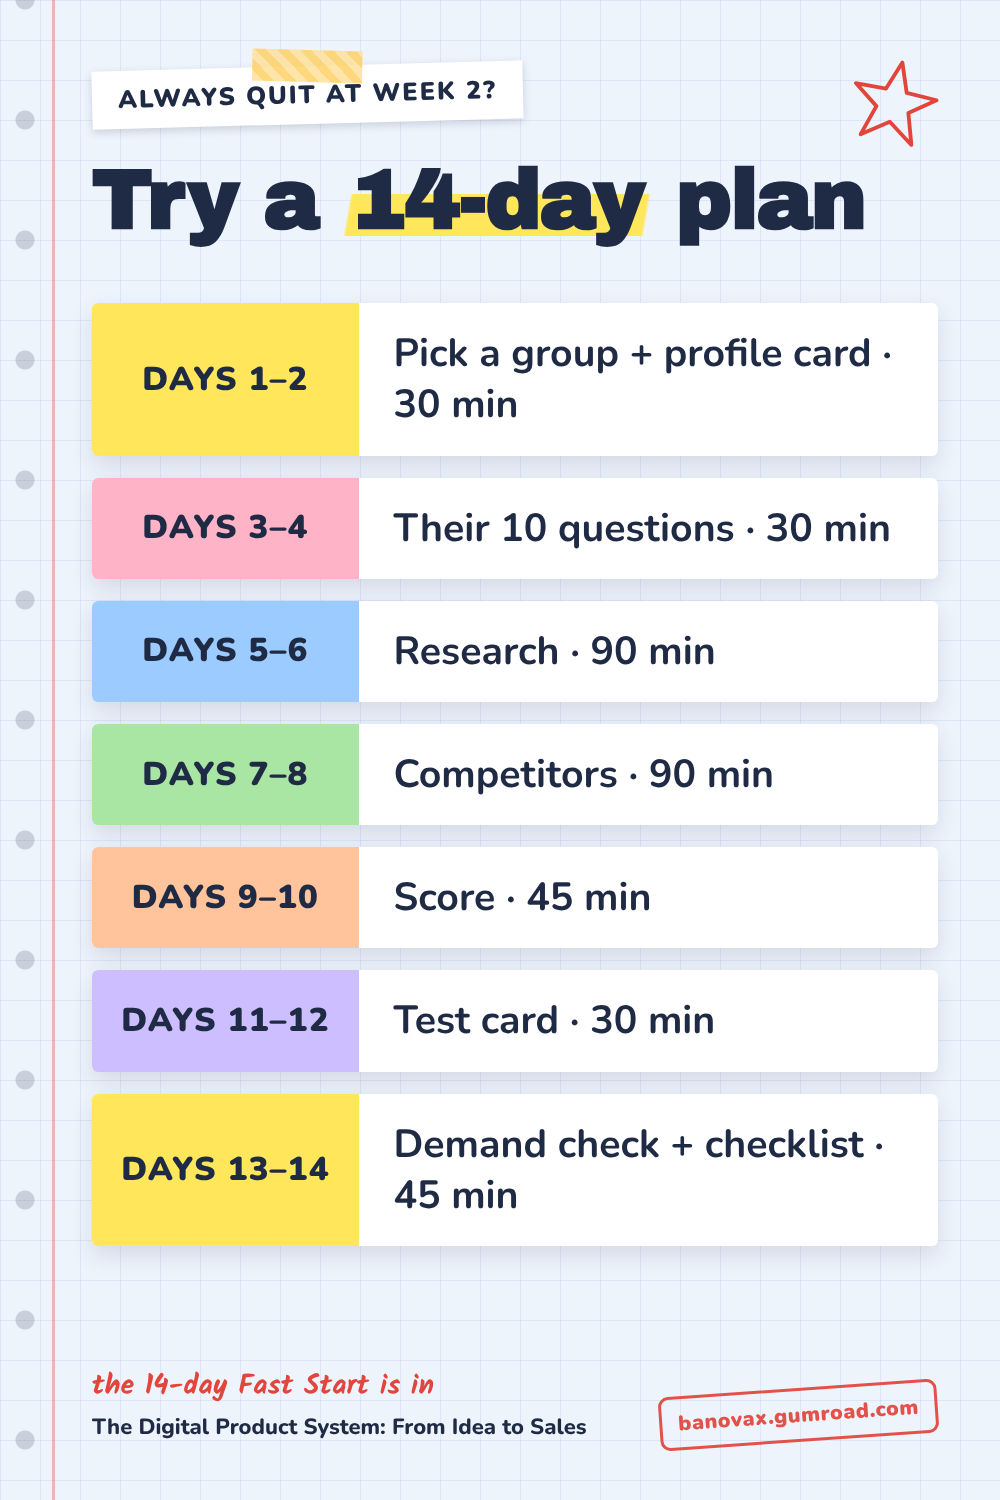 ALWAYS QUIT AT WEEK 2?
Try a 14-day plan
DAYS 1–2
Pick a group + profile card ·
30 min
DAYS 3–4
Their 10 questions · 30 min
DAYS 5–6
Research · 90 min
DAYS 7–8
Competitors · 90 min
DAYS 9–10
Score · 45 min
DAYS 11–12
Test card · 30 min
DAYS 13–14
Demand check + checklist ·
45 min
the 14-day Fast Start is in
The Digital Product System: From Idea to Sales
banovax.gumroad.com